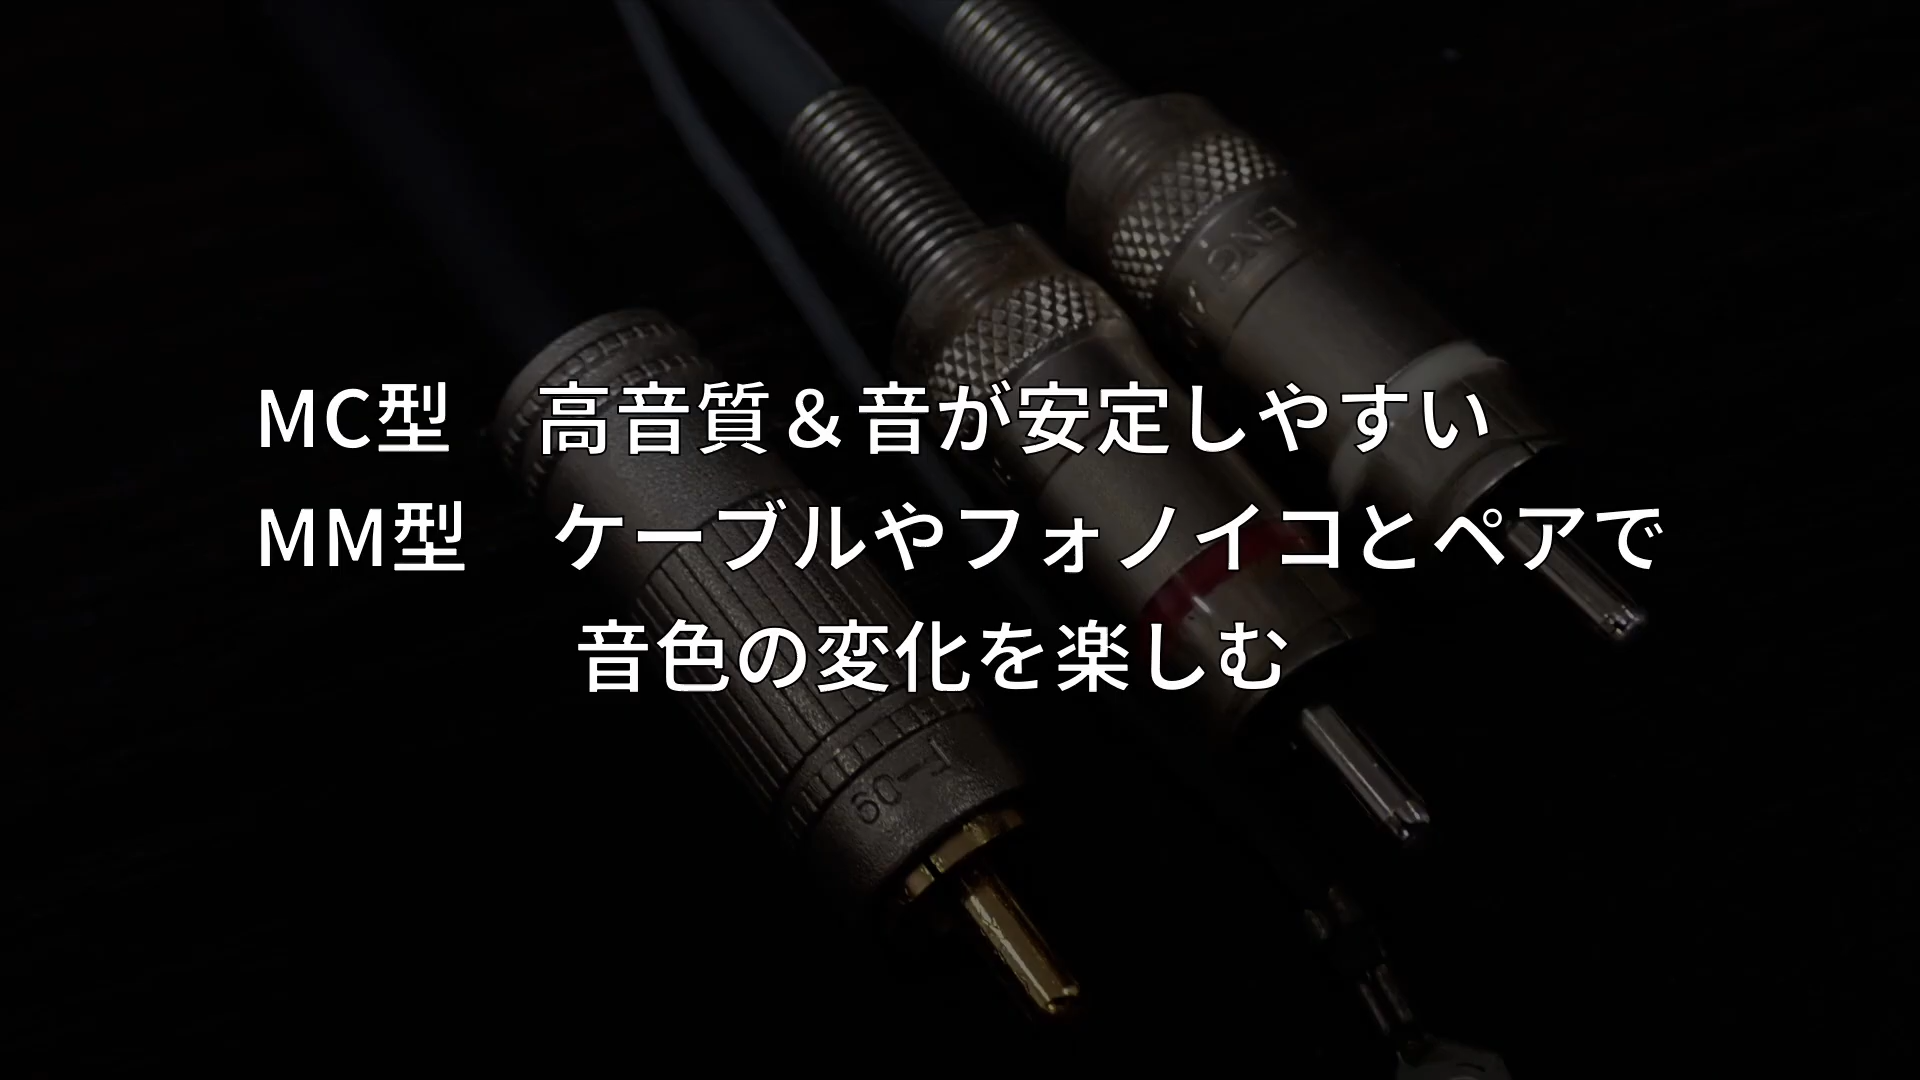 MC型　高音質＆音が安定しやすい
MM型　ケーブルやフォノイコとペアで
音色の変化を楽しむ
F-09